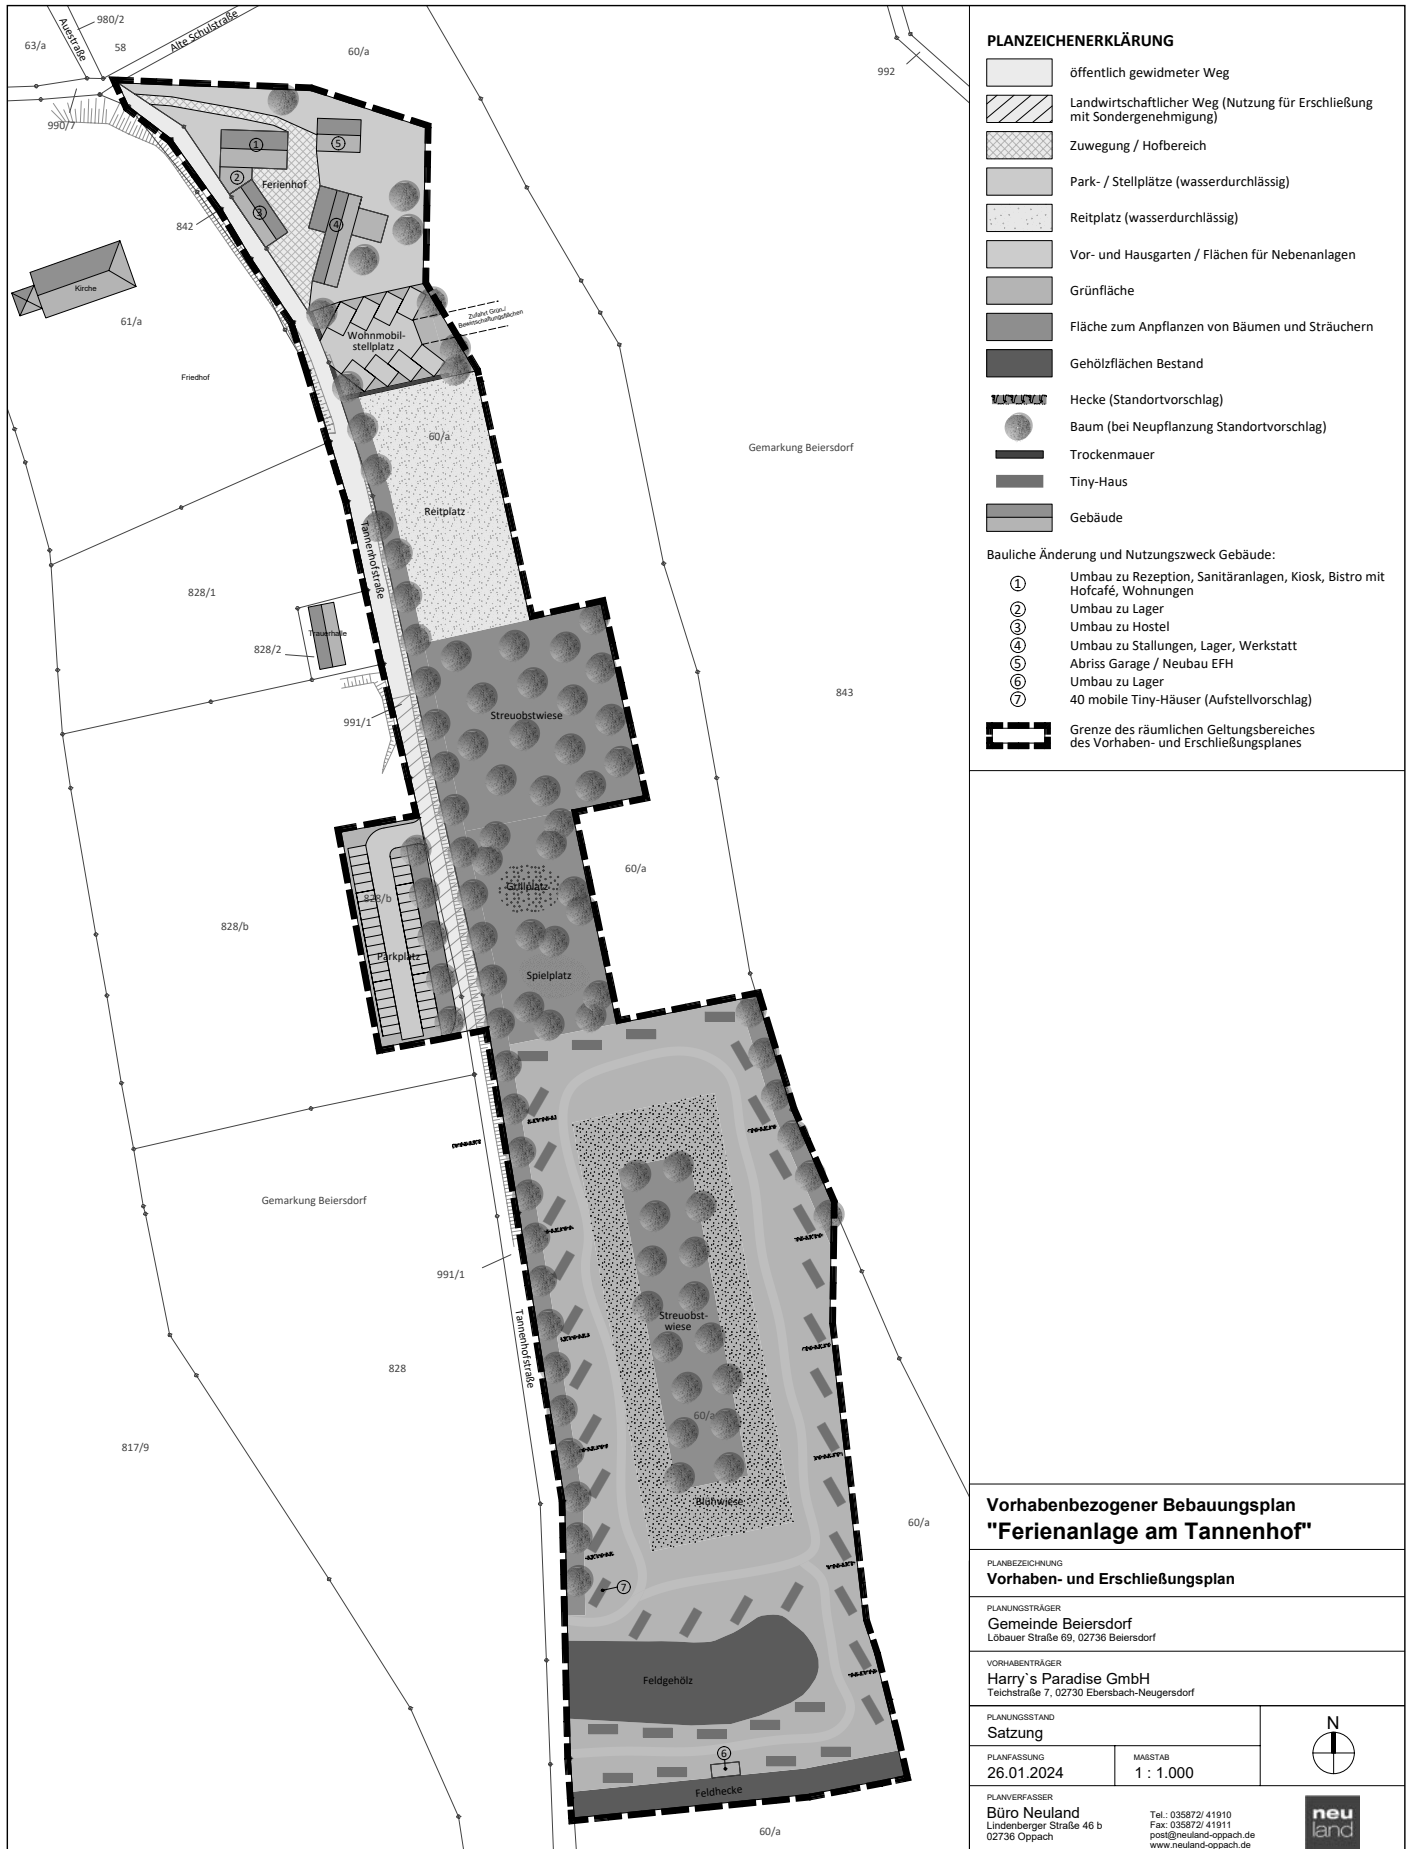 980/2
Auestraße
58
Alte Schulstraße
63/a
60/a
992
990/7
1
5
2
Ferienhof
3
4
842
Kirche
61/a
Zufahrt Grün-/
Bewirtschaftungsflächen
Wohnmobil-
stellplatz
Friedhof
60/a
Gemarkung Beiersdorf
Reitplatz
Tannenhofstraße
828/1
Trauerhalle
828/2
843
991/1
Streuobstwiese
60/a
Grillplatz
828/b
828/b
Parkplatz
Spielplatz
Gemarkung Beiersdorf
991/1
Tannenhofstraße
Streuobst-
wiese
828
60/a
817/9
Blühwiese
60/a
7
Feldgehölz
6
Feldhecke
60/a
PLANZEICHENERKLÄRUNG
öffentlich gewidmeter Weg
Landwirtschaftlicher Weg (Nutzung für Erschließung
mit Sondergenehmigung)
Zuwegung / Hofbereich
Park- / Stellplätze (wasserdurchlässig)
Reitplatz (wasserdurchlässig)
Vor- und Hausgarten / Flächen für Nebenanlagen
Grünfläche
Fläche zum Anpflanzen von Bäumen und Sträuchern
Gehölzflächen Bestand
Hecke (Standortvorschlag)
Baum (bei Neupflanzung Standortvorschlag)
Trockenmauer
Tiny-Haus
Gebäude
Bauliche Änderung und Nutzungszweck Gebäude:
1 Umbau zu Rezeption, Sanitäranlagen, Kiosk, Bistro mit
Hofcafé, Wohnungen
2 Umbau zu Lager
3 Umbau zu Hostel
4 Umbau zu Stallungen, Lager, Werkstatt
5 Abriss Garage / Neubau EFH
6 Umbau zu Lager
7 40 mobile Tiny-Häuser (Aufstellvorschlag)
Grenze des räumlichen Geltungsbereiches
des Vorhaben- und Erschließungsplanes
Vorhabenbezogener Bebauungsplan
"Ferienanlage am Tannenhof"
PLANBEZEICHNUNG
Vorhaben- und Erschließungsplan
PLANUNGSTRÄGER
Gemeinde Beiersdorf
Löbauer Straße 69, 02736 Beiersdorf
VORHABENTRÄGER
Harry`s Paradise GmbH
Teichstraße 7, 02730 Ebersbach-Neugersdorf
PLANUNGSSTAND
Satzung
N
PLANFASSUNG
26.01.2024
MAßSTAB
1 : 1.000
PLANVERFASSER
Büro Neuland
Lindenberger Straße 46 b
02736 Oppach
Tel.: 035872/ 41910
Fax: 035872/ 41911
post@neuland-oppach.de
www.neuland-oppach.de
neu
land